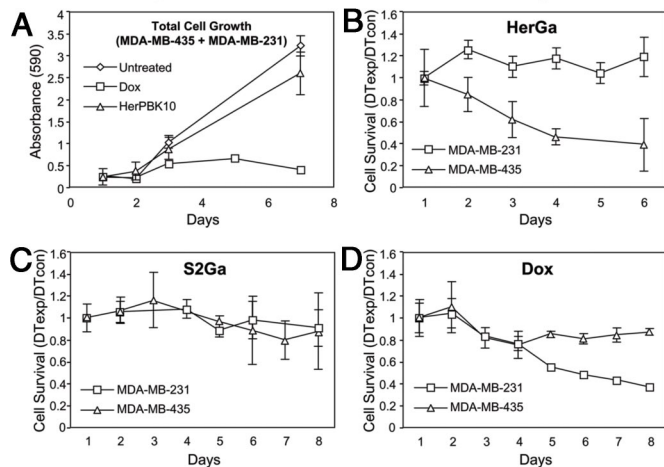 A
Total Cell Growth
(MDA-MB-435 + MDA-MB-231)
Untreated
Dox
HerPBK10
Absorbance (590)
4
3.5
3
2.5
2
1.5
1
0.5
0
0 2 4 6 8
Days
B
HerGa
Cell Survival (DTexp/DTcon)
1.6
1.4
1.2
1
0.8
0.6
0.4
0.2
0
MDA-MB-231
MDA-MB-435
1 2 3 4 5 6
Days
C
S2Ga
Cell Survival (DTexp/DTcon)
1.6
1.4
1.2
1
0.8
0.6
0.4
0.2
0
MDA-MB-231
MDA-MB-435
1 2 3 4 5 6 7 8
Days
D
Dox
Cell Survival (DTexp/DTcon)
1.6
1.4
1.2
1
0.8
0.6
0.4
0.2
0
MDA-MB-231
MDA-MB-435
1 2 3 4 5 6 7 8
Days